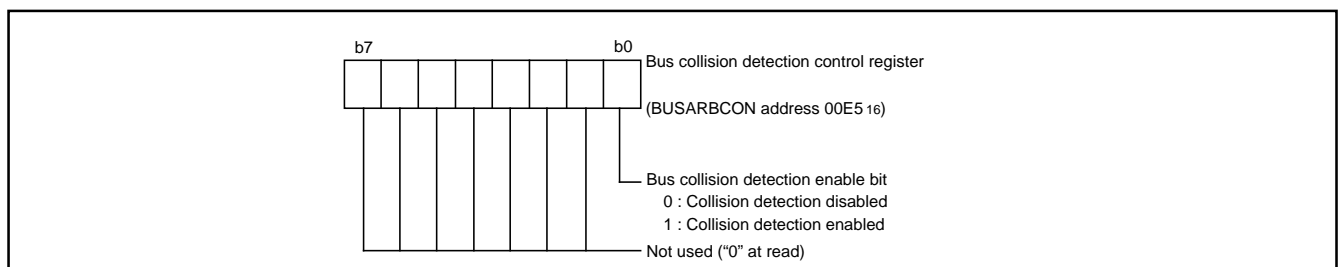 b7 b0
Bus collision detection control register
(BUSARBCON address 00E5 16)
Bus collision detection enable bit
0 : Collision detection disabled
1 : Collision detection enabled
Not used (“0” at read)